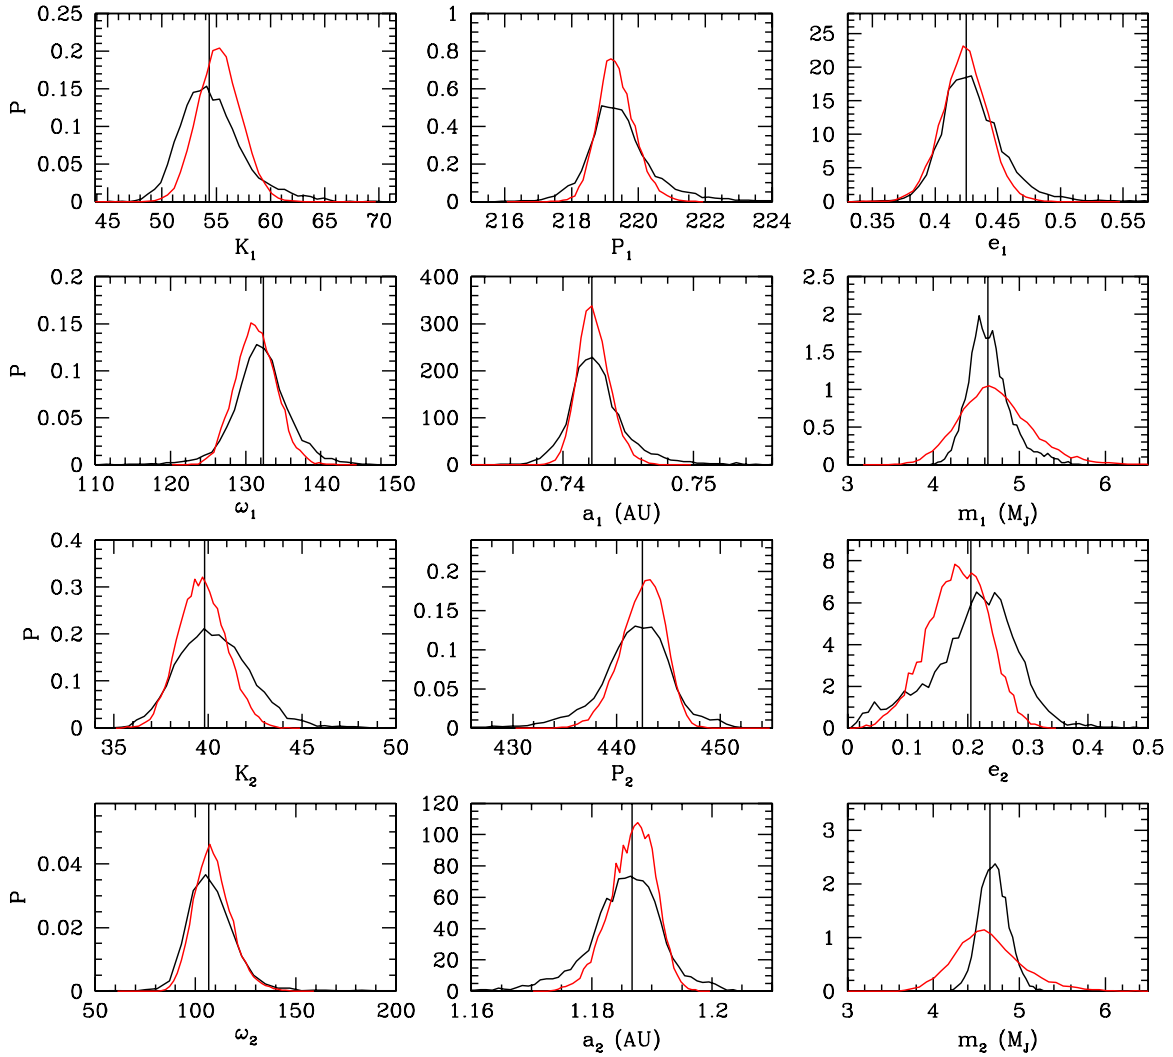 0.25
0.2
0.15
0.1
0.05
0
P
45 50 55 60 65 70
K₁
1
0.8
0.6
0.4
0.2
0
216 218 220 222 224
P₁
25
20
15
10
5
0
0.35 0.4 0.45 0.5 0.55
e₁
0.2
0.15
0.1
0.05
0
P
110 120 130 140 150
ω₁
400
300
200
100
0
0.74 0.75
a₁ (AU)
2.5
2
1.5
1
0.5
0
3 4 5 6
m₁ (M_J)
0.4
0.3
0.2
0.1
0
P
35 40 45 50
K₂
0.2
0.15
0.1
0.05
0
430 440 450
P₂
8
6
4
2
0
0 0.1 0.2 0.3 0.4 0.5
e₂
0.04
0.02
0
P
50 100 150 200
ω₂
120
100
80
60
40
20
0
1.16 1.18 1.2
a₂ (AU)
3
2
1
0
3 4 5 6
m₂ (M_J)